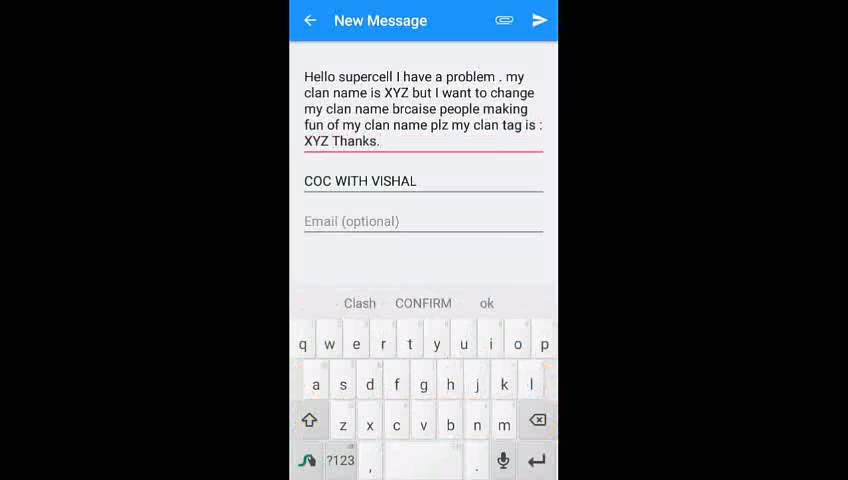 New Message
Hello supercell I have a problem . my
clan name is XYZ but I want to change
my clan name brcaise people making
fun of my clan name plz my clan tag is :
XYZ Thanks.
COC WITH VISHAL
Email (optional)
Clash CONFIRM ok
q w e r t y u i o p
a s d f g h j k l
z x c v b n m
?123 , .